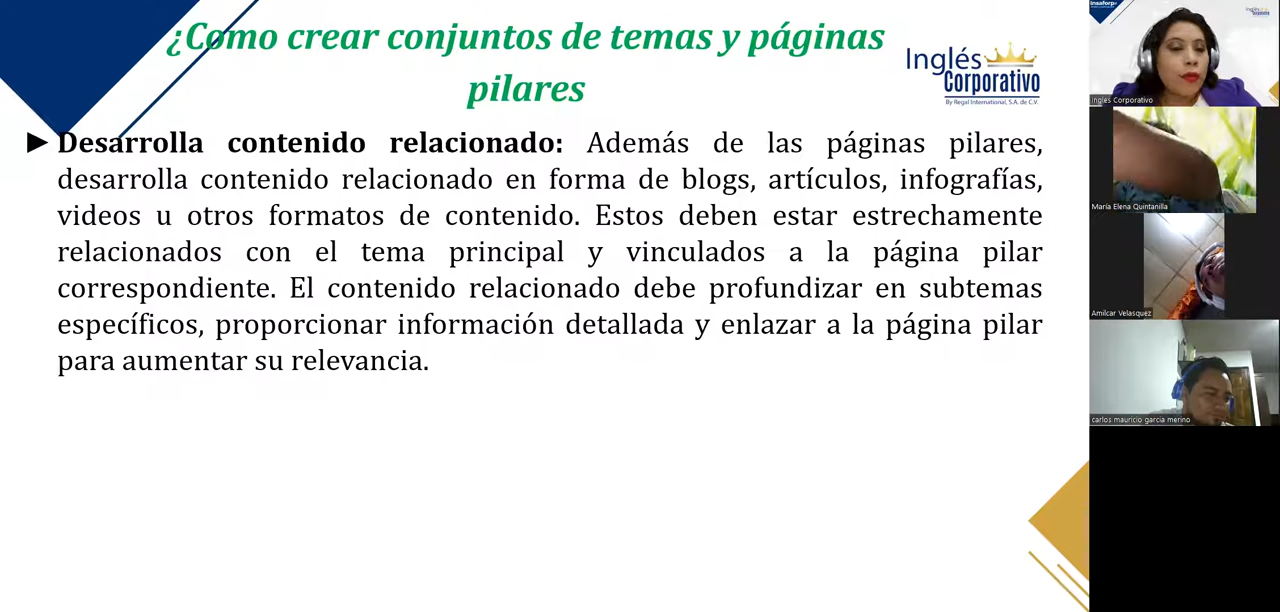 ¿Como crear conjuntos de temas y páginas
pilares
Inglés
Corporativo
By Regal International, S.A. de C.V.
► Desarrolla contenido relacionado: Además de las páginas pilares,
desarrolla contenido relacionado en forma de blogs, artículos, infografías,
videos u otros formatos de contenido. Estos deben estar estrechamente
relacionados con el tema principal y vinculados a la página pilar
correspondiente. El contenido relacionado debe profundizar en subtemas
específicos, proporcionar información detallada y enlazar a la página pilar
para aumentar su relevancia.
Insaforp
Inglés Corporativo
María Elena Quintanilla
Amilcar Velasquez
carlos mauricio garcia merino